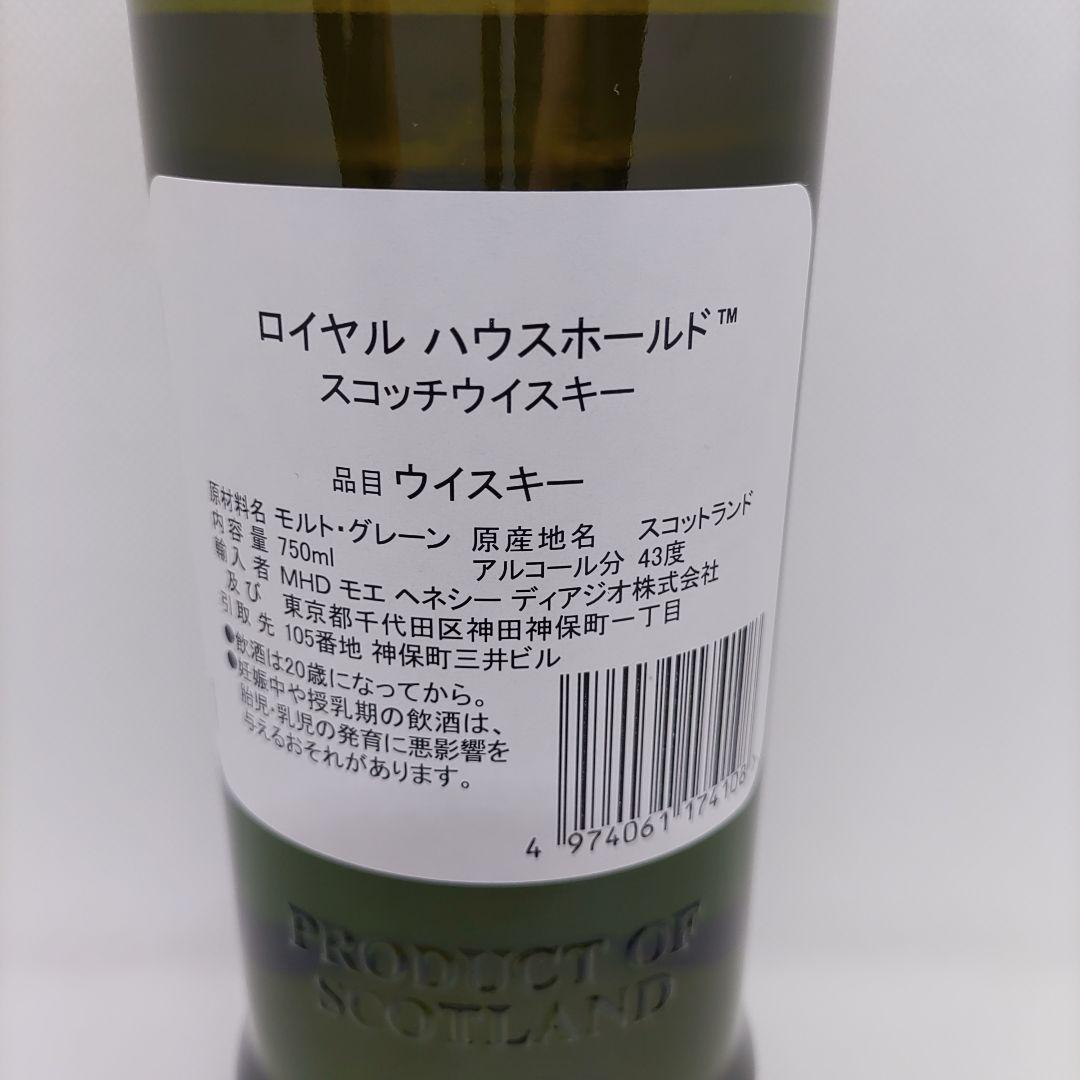 ロイヤル ハウスホールド™
スコッチウイスキー
品目 ウイスキー
原材料名 モルト・グレーン 原産地名 スコットランド
内容量 750ml アルコール分 43度
輸入者 MHD モエ ヘネシー ディアジオ株式会社
及び 東京都千代田区神田神保町一丁目
引取先 105番地 神保町三井ビル
●飲酒は20歳になってから。
●妊娠中や授乳期の飲酒は、
胎児・乳児の発育に悪影響を
与えるおそれがあります。
4 974061 174108
PRODUCT OF
SCOTLAND